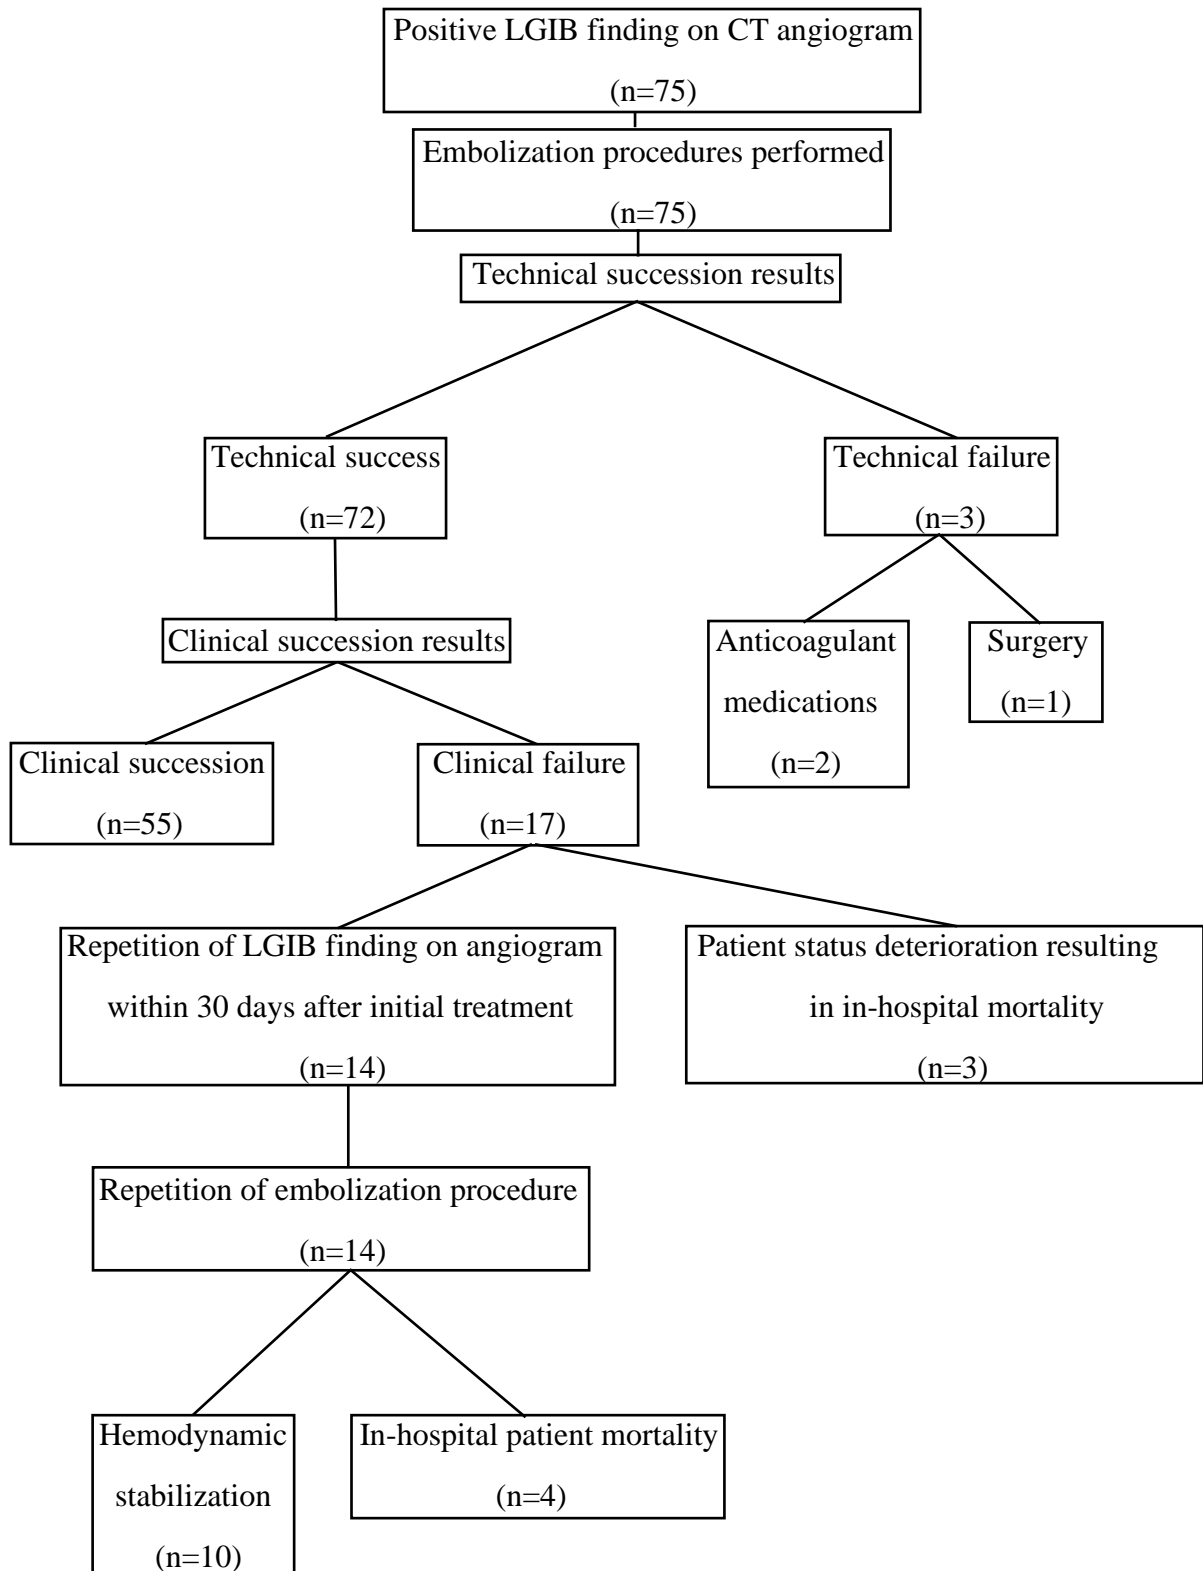 Positive LGIB finding on CT angiogram
(n=75)
Embolization procedures performed
(n=75)
Technical succession results
Technical success
(n=72)
Technical failure
(n=3)
Clinical succession results
Anticoagulant
medications
(n=2)
Surgery
(n=1)
Clinical succession
(n=55)
Clinical failure
(n=17)
Repetition of LGIB finding on angiogram
within 30 days after initial treatment
(n=14)
Patient status deterioration resulting
in in-hospital mortality
(n=3)
Repetition of embolization procedure
(n=14)
Hemodynamic
stabilization
(n=10)
In-hospital patient mortality
(n=4)